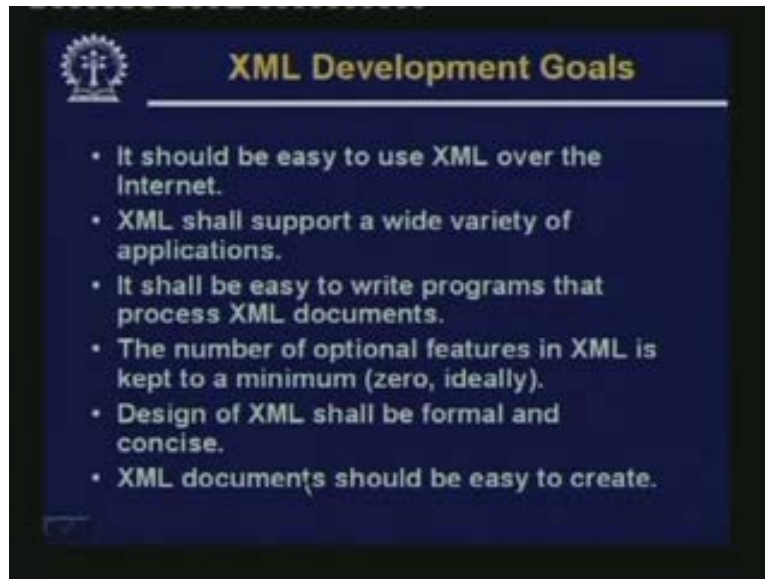 XML Development Goals
• It should be easy to use XML over the
Internet.
• XML shall support a wide variety of
applications.
• It shall be easy to write programs that
process XML documents.
• The number of optional features in XML is
kept to a minimum (zero, ideally).
• Design of XML shall be formal and
concise.
• XML documents should be easy to create.